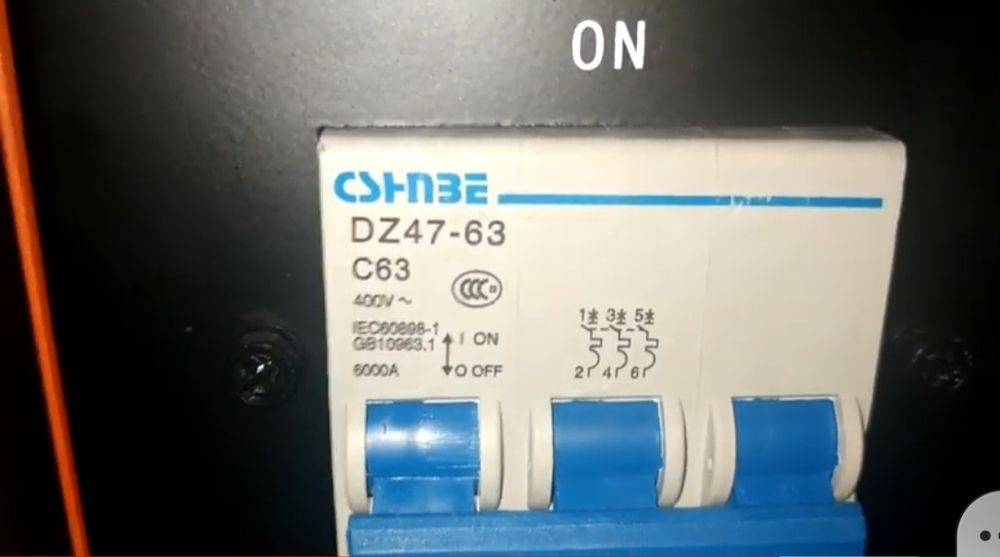 ON
CSHNBE
DZ47-63
C63
CCC
400V~
IEC60898-1
GB10963.1
I ON
6000A
O OFF
1 3 5
2 4 6